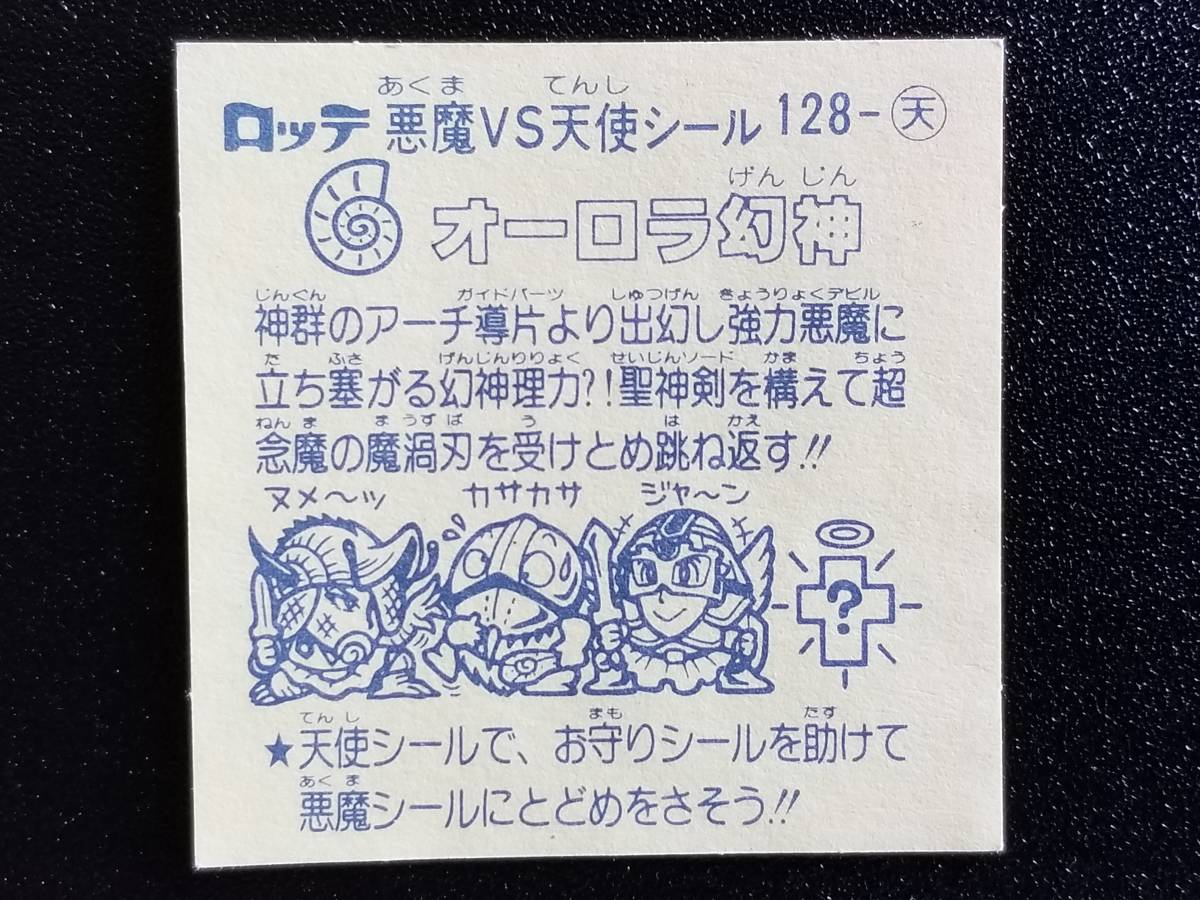 あくま てんし
ロッテ 悪魔VS天使シール 128-天
げんじん
オーロラ幻神
じんぐん ガイドパーツ しゅつげん きょうりょくデビル
神群のアーチ導片より出幻し強力悪魔に
た ふさ げんじんりりょく せいじんソード かま ちょう
立ち塞がる幻神理力?!聖神剣を構えて超
ねんま まうずば う は かえ
念魔の魔渦刃を受けとめ跳ね返す!!
ヌメ〜ッ カサカサ ジャ〜ン
?
てんし まも たす
★天使シールで、お守りシールを助けて
あくま
悪魔シールにとどめをさそう!!